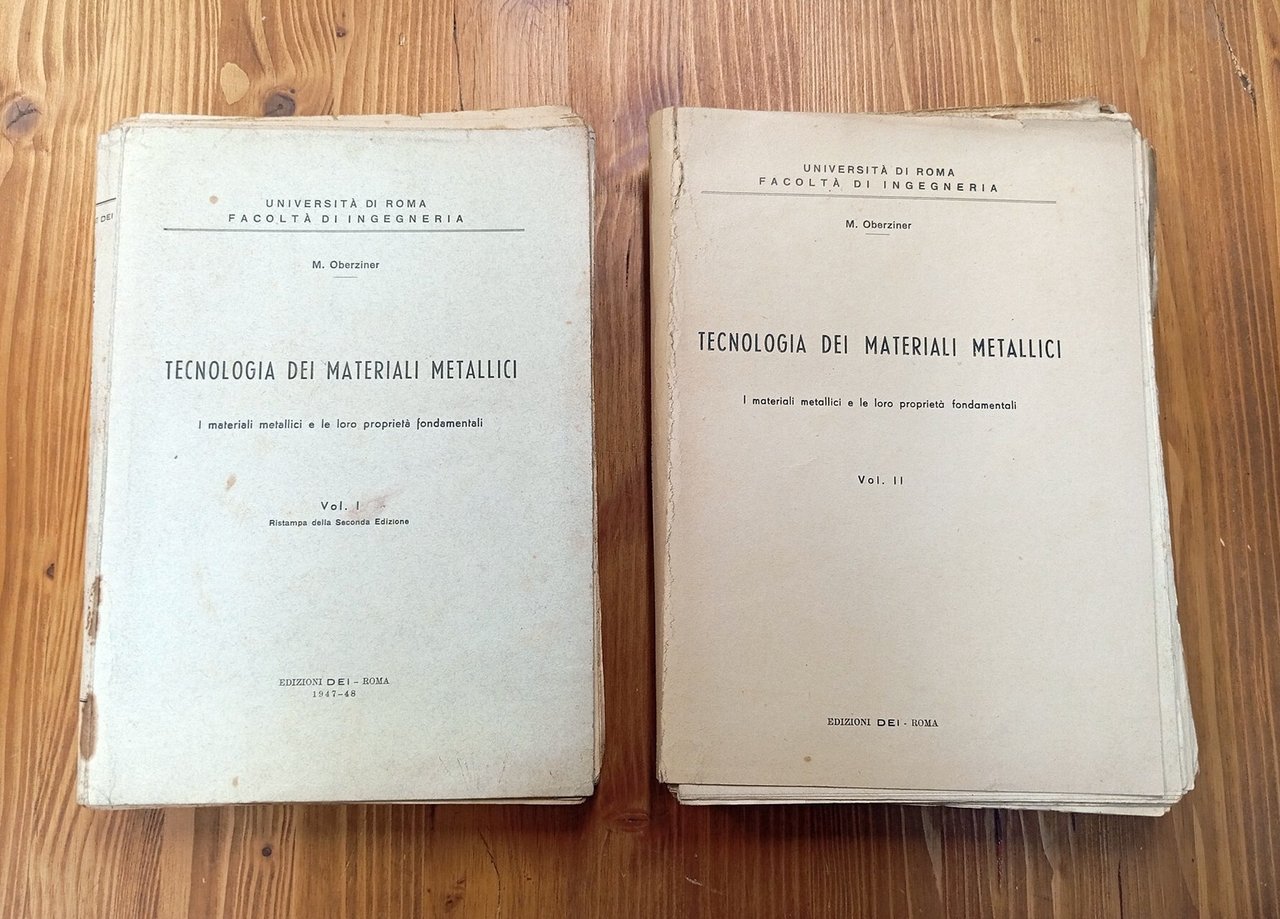 UNIVERSITÀ DI ROMA
FACOLTÀ DI INGEGNERIA
M. Oberziner
TECNOLOGIA DEI MATERIALI METALLICI
I materiali metallici e le loro proprietà fondamentali
Vol. I
Ristampa della Seconda Edizione
EDIZIONI DEI – ROMA
1947–48
DEI
UNIVERSITÀ DI ROMA
FACOLTÀ DI INGEGNERIA
M. Oberziner
TECNOLOGIA DEI MATERIALI METALLICI
I materiali metallici e le loro proprietà fondamentali
Vol. II
EDIZIONI DEI - ROMA